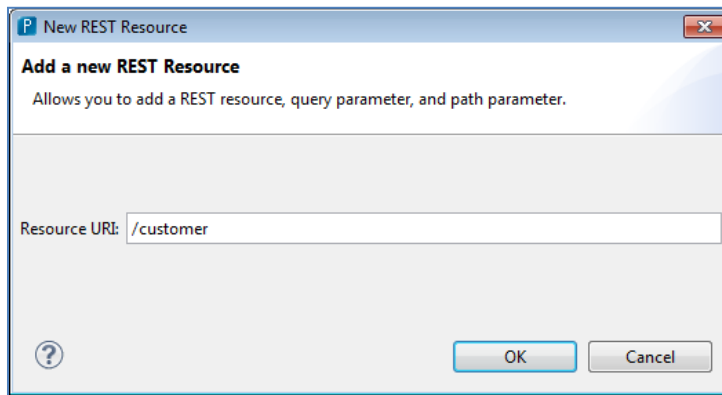 P New REST Resource
Add a new REST Resource
Allows you to add a REST resource, query parameter, and path parameter.
Resource URI: /customer
? OK Cancel